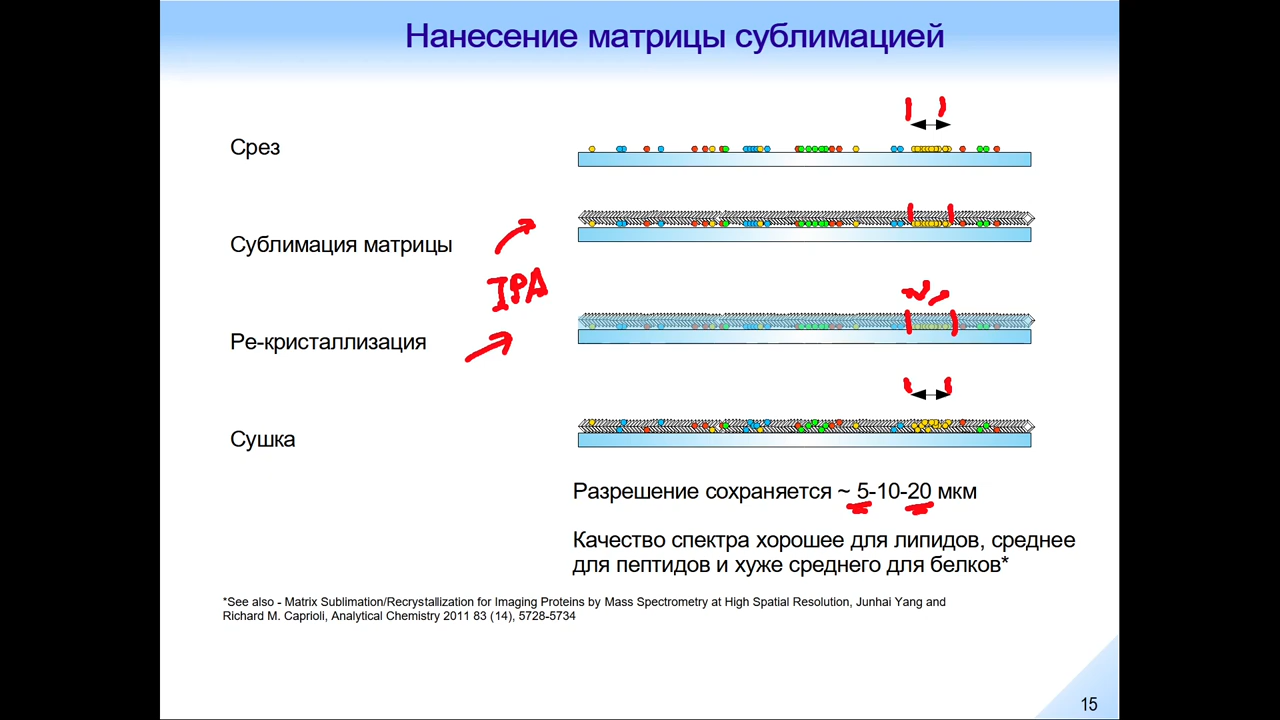 Нанесение матрицы сублимацией
Срез
Сублимация матрицы
IPA
Ре-кристаллизация
Сушка
Разрешение сохраняется ~ 5-10-20 мкм
Качество спектра хорошее для липидов, среднее
для пептидов и хуже среднего для белков*
*See also - Matrix Sublimation/Recrystallization for Imaging Proteins by Mass Spectrometry at High Spatial Resolution, Junhai Yang and
Richard M. Caprioli, Analytical Chemistry 2011 83 (14), 5728-5734
15